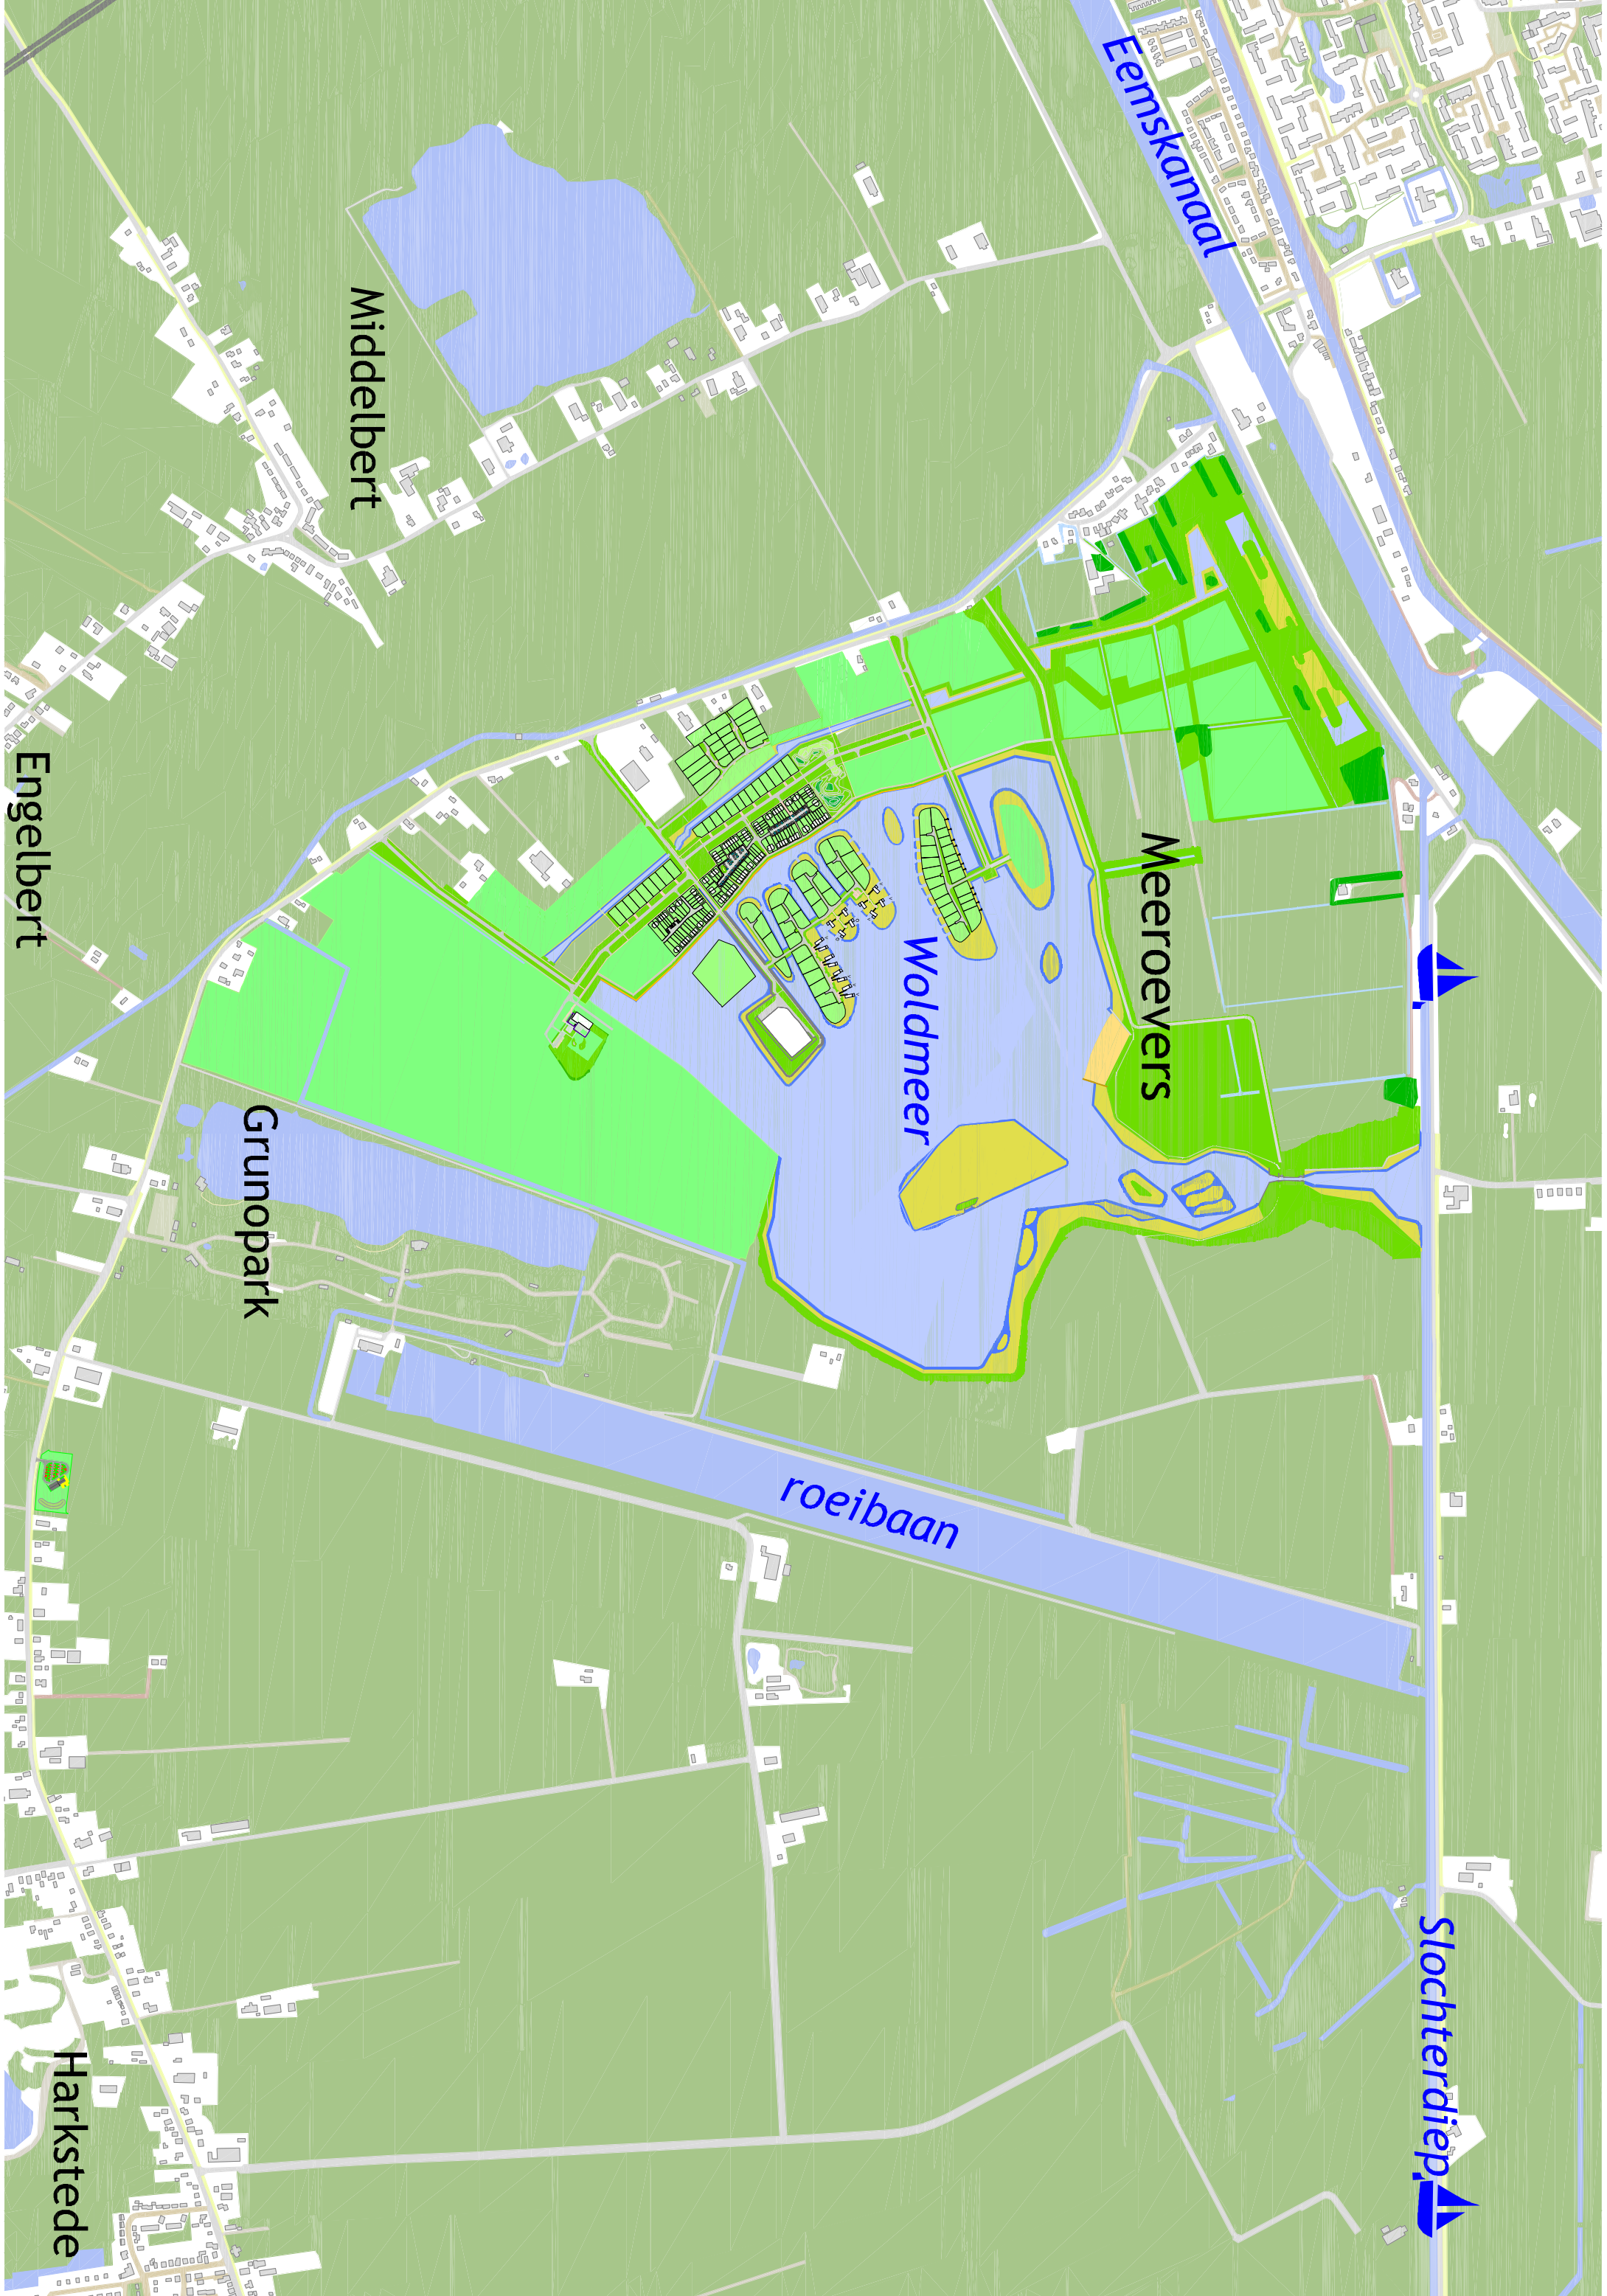 Eemskanaal
Middelbert
Meeroevers
Engelbert
Woldmeer
Grunopark
roeibaan
Slochterdiep
Harkstede